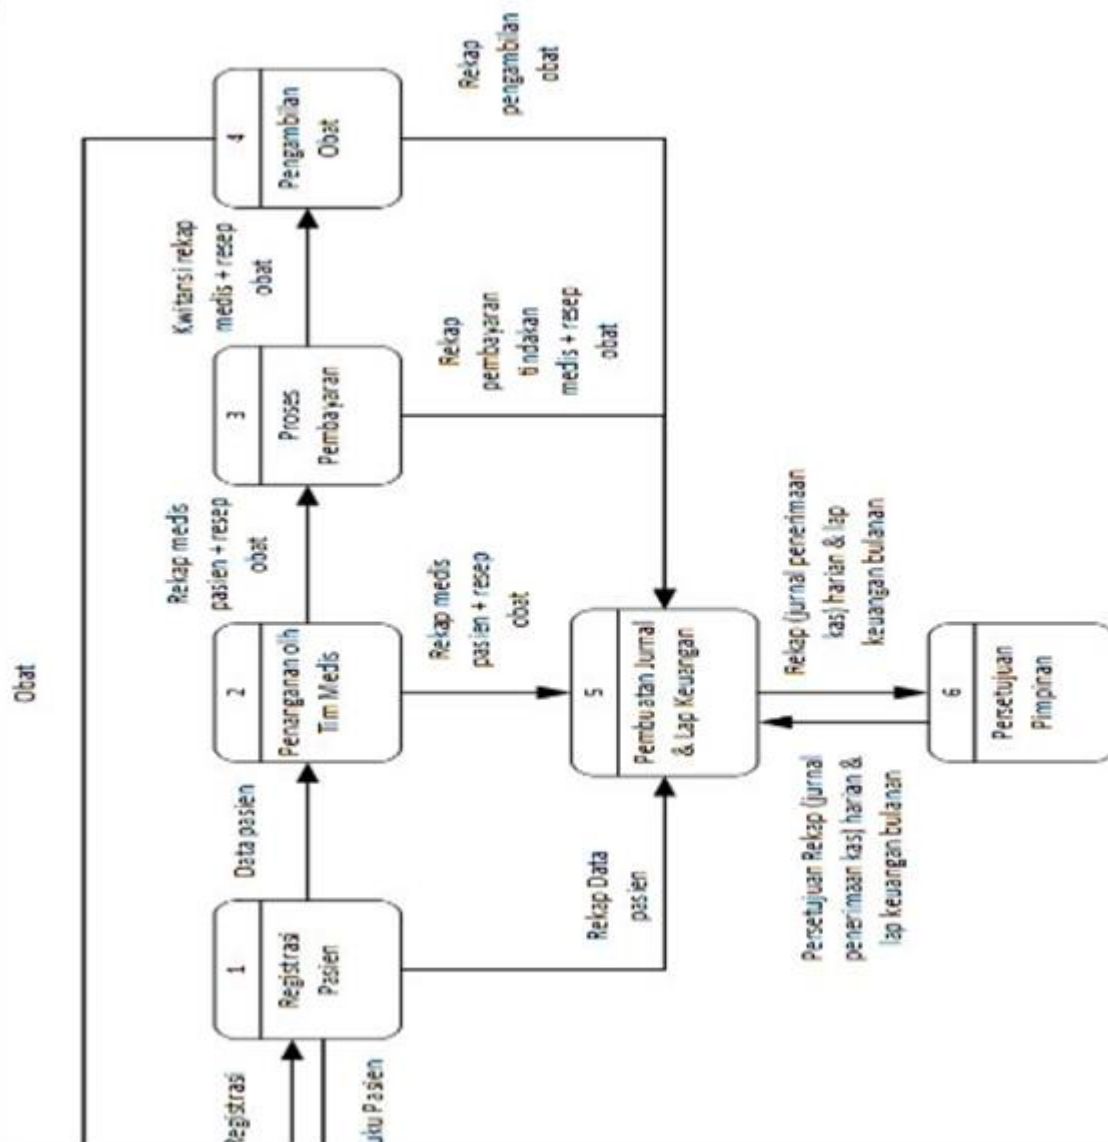 Obat
Registrasi
uku Pasien
1
Registrasi
Pasien
Data pasien
2
Penanganan olh
Tim Medis
Rekap medis
pasien + resep
obat
3
Proses
Pembayaran
Kwitansi rekap
medis + resep
obat
4
Pengambilan
Obat
Rekap Data
pasien
Rekap medis
pasien + resep
obat
Rekap
pembayaran
tindakan
medis + resep
obat
Rekap
pengambilan
obat
5
Pembuatan Jurnal
& Lap Keuangan
Persetujuan Rekap (jurnal
penerimaan kas) harian &
lap keuangan bulanan
Rekap (jurnal penerimaan
kas) harian & lap
keuangan bulanan
6
Persetujuan
Pimpinan